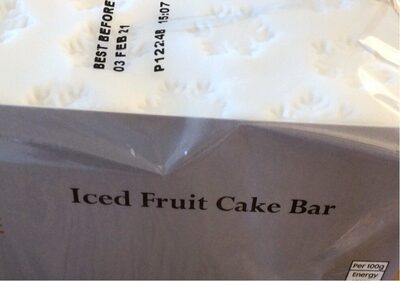 BEST BEFORE
03 FEB 21
P12248 15:07
Iced Fruit Cake Bar
Per 100g
Energy